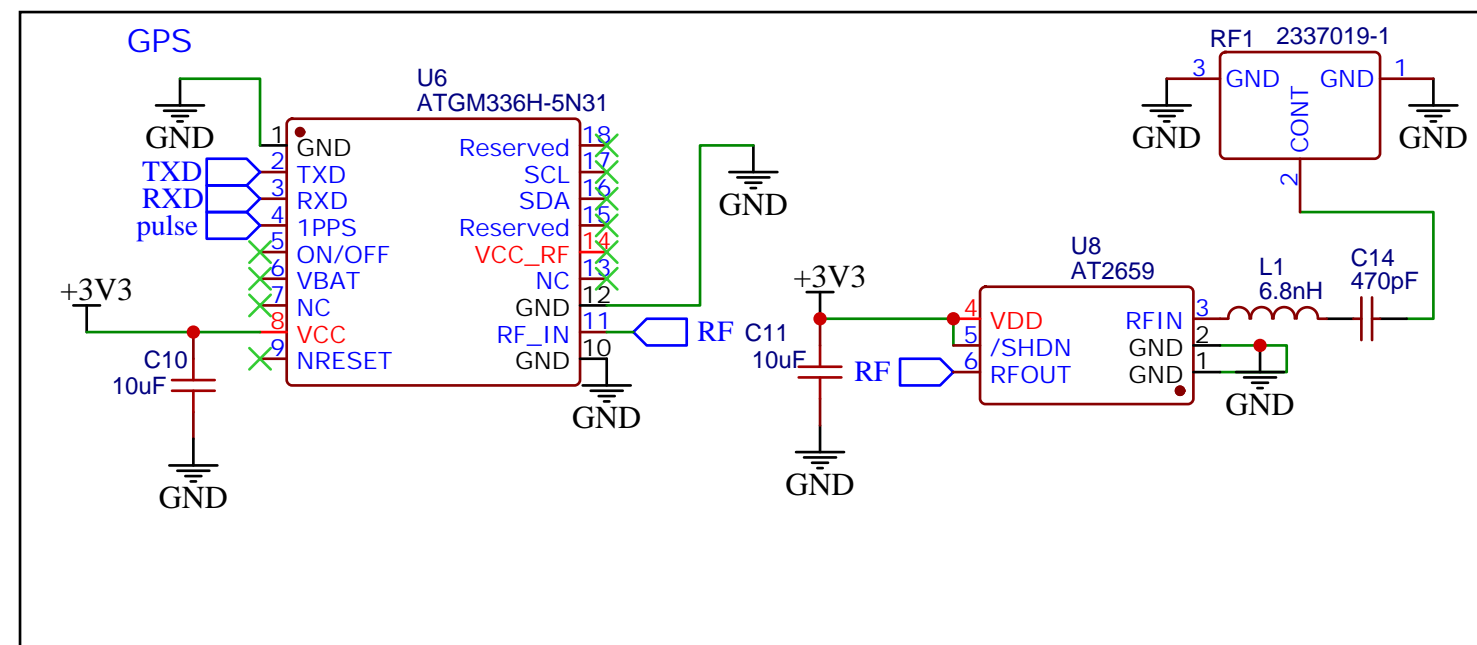 GPS
U6
ATGM336H-5N31
GND
1 GND
TXD 2 TXD
RXD 3 RXD
pulse 4 1PPS
5 ON/OFF
6 VBAT
7 NC
8 VCC
9 NRESET
Reserved 18
SCL 17
SDA 16
Reserved 15
VCC_RF 14
NC 13
GND 12
RF_IN 11 RF
GND 10
GND
GND
+3V3
C10
10uF
GND
RF1 2337019-1
3 GND GND 1
CONT
2
GND
GND
U8
AT2659
+3V3
C11
10uF
GND
4 VDD
5 /SHDN
RF 6 RFOUT
RFIN 3
GND 2
GND 1
GND
L1
6.8nH
C14
470pF